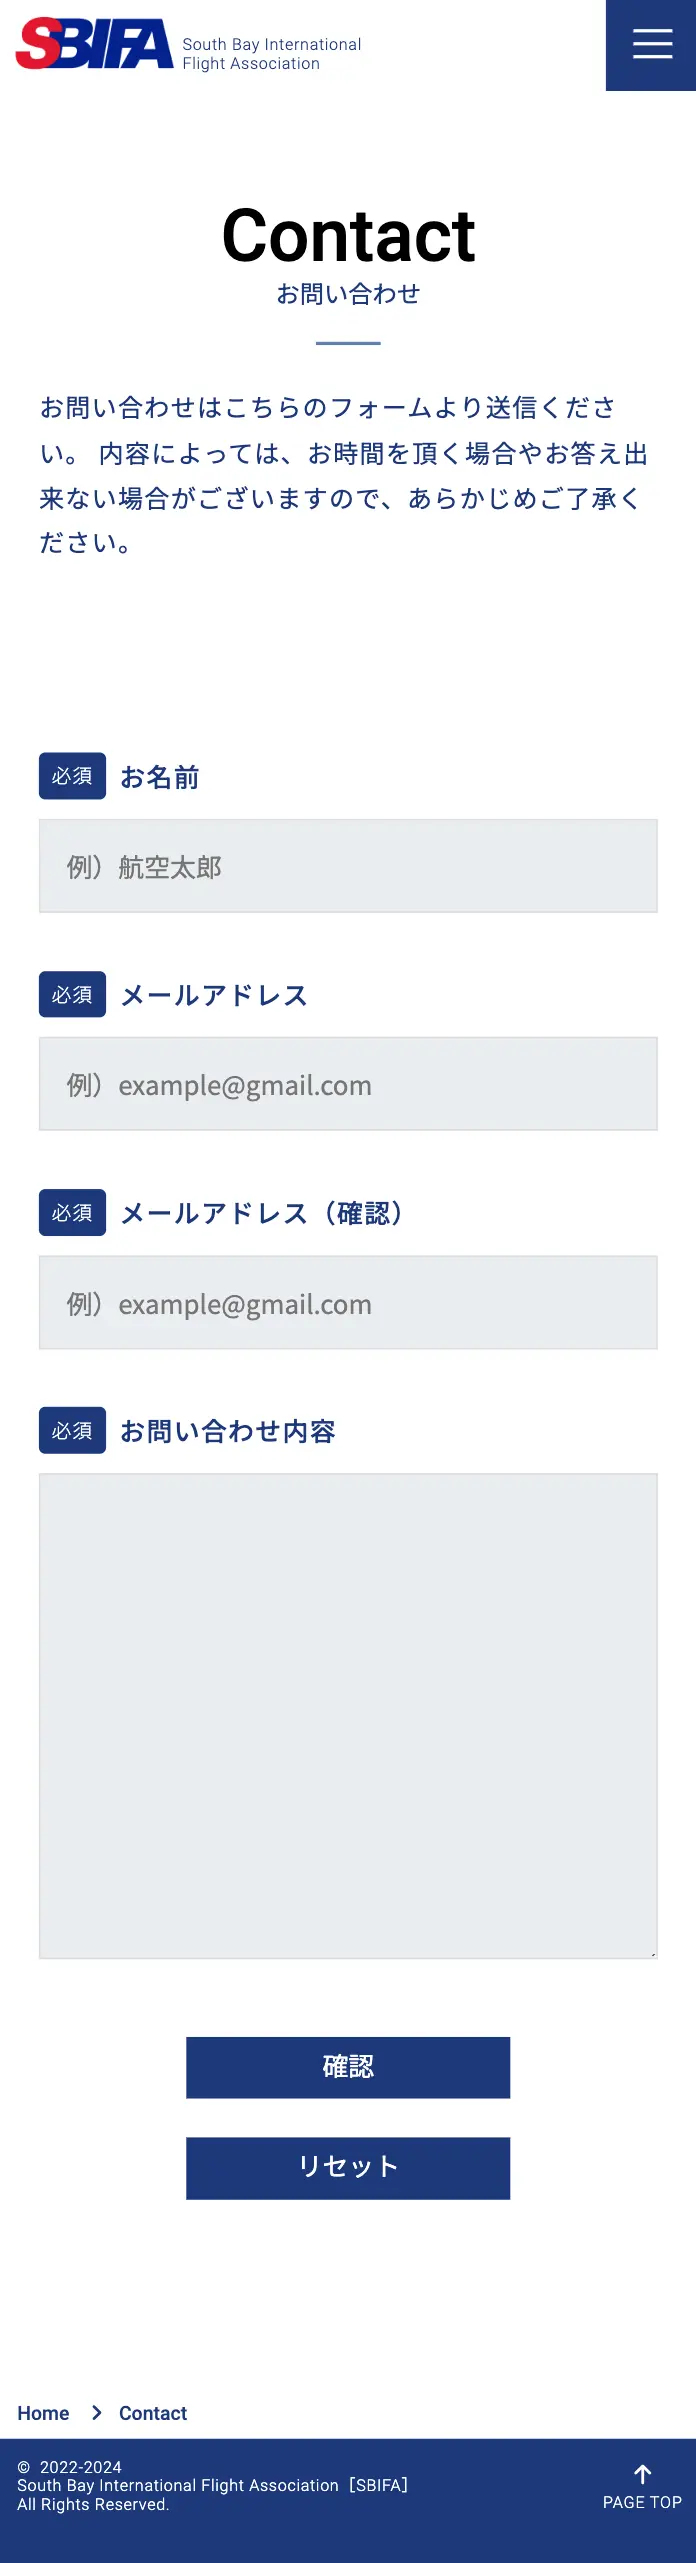 SBIFA
South Bay International
Flight Association
Contact
お問い合わせ
お問い合わせはこちらのフォームより送信くださ
い。 内容によっては、お時間を頂く場合やお答え出
来ない場合がございますので、あらかじめご了承く
ださい。
必須 お名前
例）航空太郎
必須 メールアドレス
例）example@gmail.com
必須 メールアドレス（確認）
例）example@gmail.com
必須 お問い合わせ内容
確認
リセット
Home > Contact
© 2022-2024
South Bay International Flight Association［SBIFA］
All Rights Reserved.
PAGE TOP